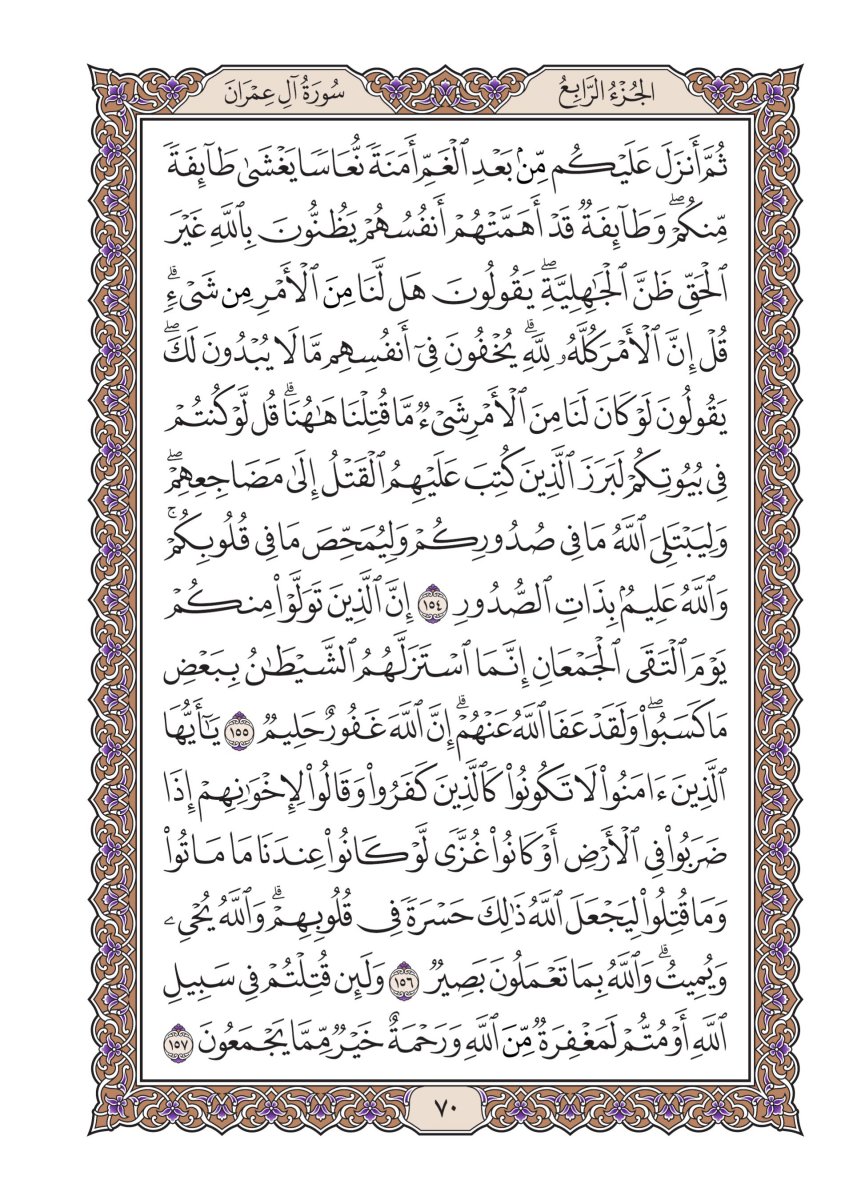 الجُزْءُ الرَّابِعُ
سُورَةُ آلِ عِمْرَانَ
ثُمَّ أَنزَلَ عَلَيْكُم مِّنۢ بَعْدِ ٱلْغَمِّ أَمَنَةً نُّعَاسًا يَغْشَىٰ طَآئِفَةً
مِّنكُمْۖ وَطَآئِفَةٌ قَدْ أَهَمَّتْهُمْ أَنفُسُهُمْ يَظُنُّونَ بِٱللَّهِ غَيْرَ
ٱلْحَقِّ ظَنَّ ٱلْجَٰهِلِيَّةِۖ يَقُولُونَ هَل لَّنَا مِنَ ٱلْأَمْرِ مِن شَىْءٍۗ
قُلْ إِنَّ ٱلْأَمْرَ كُلَّهُۥ لِلَّهِۗ يُخْفُونَ فِىٓ أَنفُسِهِم مَّا لَا يُبْدُونَ لَكَۖ
يَقُولُونَ لَوْ كَانَ لَنَا مِنَ ٱلْأَمْرِ شَىْءٌ مَّا قُتِلْنَا هَٰهُنَاۗ قُل لَّوْ كُنتُمْ
فِى بُيُوتِكُمْ لَبَرَزَ ٱلَّذِينَ كُتِبَ عَلَيْهِمُ ٱلْقَتْلُ إِلَىٰ مَضَاجِعِهِمْۖ
وَلِيَبْتَلِىَ ٱللَّهُ مَا فِى صُدُورِكُمْ وَلِيُمَحِّصَ مَا فِى قُلُوبِكُمْۚ
وَٱللَّهُ عَلِيمٌۢ بِذَاتِ ٱلصُّدُورِ ١٥٤ إِنَّ ٱلَّذِينَ تَوَلَّوْا۟ مِنكُمْ
يَوْمَ ٱلْتَقَى ٱلْجَمْعَانِ إِنَّمَا ٱسْتَزَلَّهُمُ ٱلشَّيْطَٰنُ بِبَعْضِ
مَا كَسَبُوا۟ۖ وَلَقَدْ عَفَا ٱللَّهُ عَنْهُمْۗ إِنَّ ٱللَّهَ غَفُورٌ حَلِيمٌ ١٥٥ يَٰٓأَيُّهَا
ٱلَّذِينَ ءَامَنُوا۟ لَا تَكُونُوا۟ كَٱلَّذِينَ كَفَرُوا۟ وَقَالُوا۟ لِإِخْوَٰنِهِمْ إِذَا
ضَرَبُوا۟ فِى ٱلْأَرْضِ أَوْ كَانُوا۟ غُزًّى لَّوْ كَانُوا۟ عِندَنَا مَا مَاتُوا۟
وَمَا قُتِلُوا۟ لِيَجْعَلَ ٱللَّهُ ذَٰلِكَ حَسْرَةً فِى قُلُوبِهِمْۗ وَٱللَّهُ يُحْىِۦ
وَيُمِيتُۗ وَٱللَّهُ بِمَا تَعْمَلُونَ بَصِيرٌ ١٥٦ وَلَئِن قُتِلْتُمْ فِى سَبِيلِ
ٱللَّهِ أَوْ مُتُّمْ لَمَغْفِرَةٌ مِّنَ ٱللَّهِ وَرَحْمَةٌ خَيْرٌ مِّمَّا يَجْمَعُونَ ١٥٧
٧٠